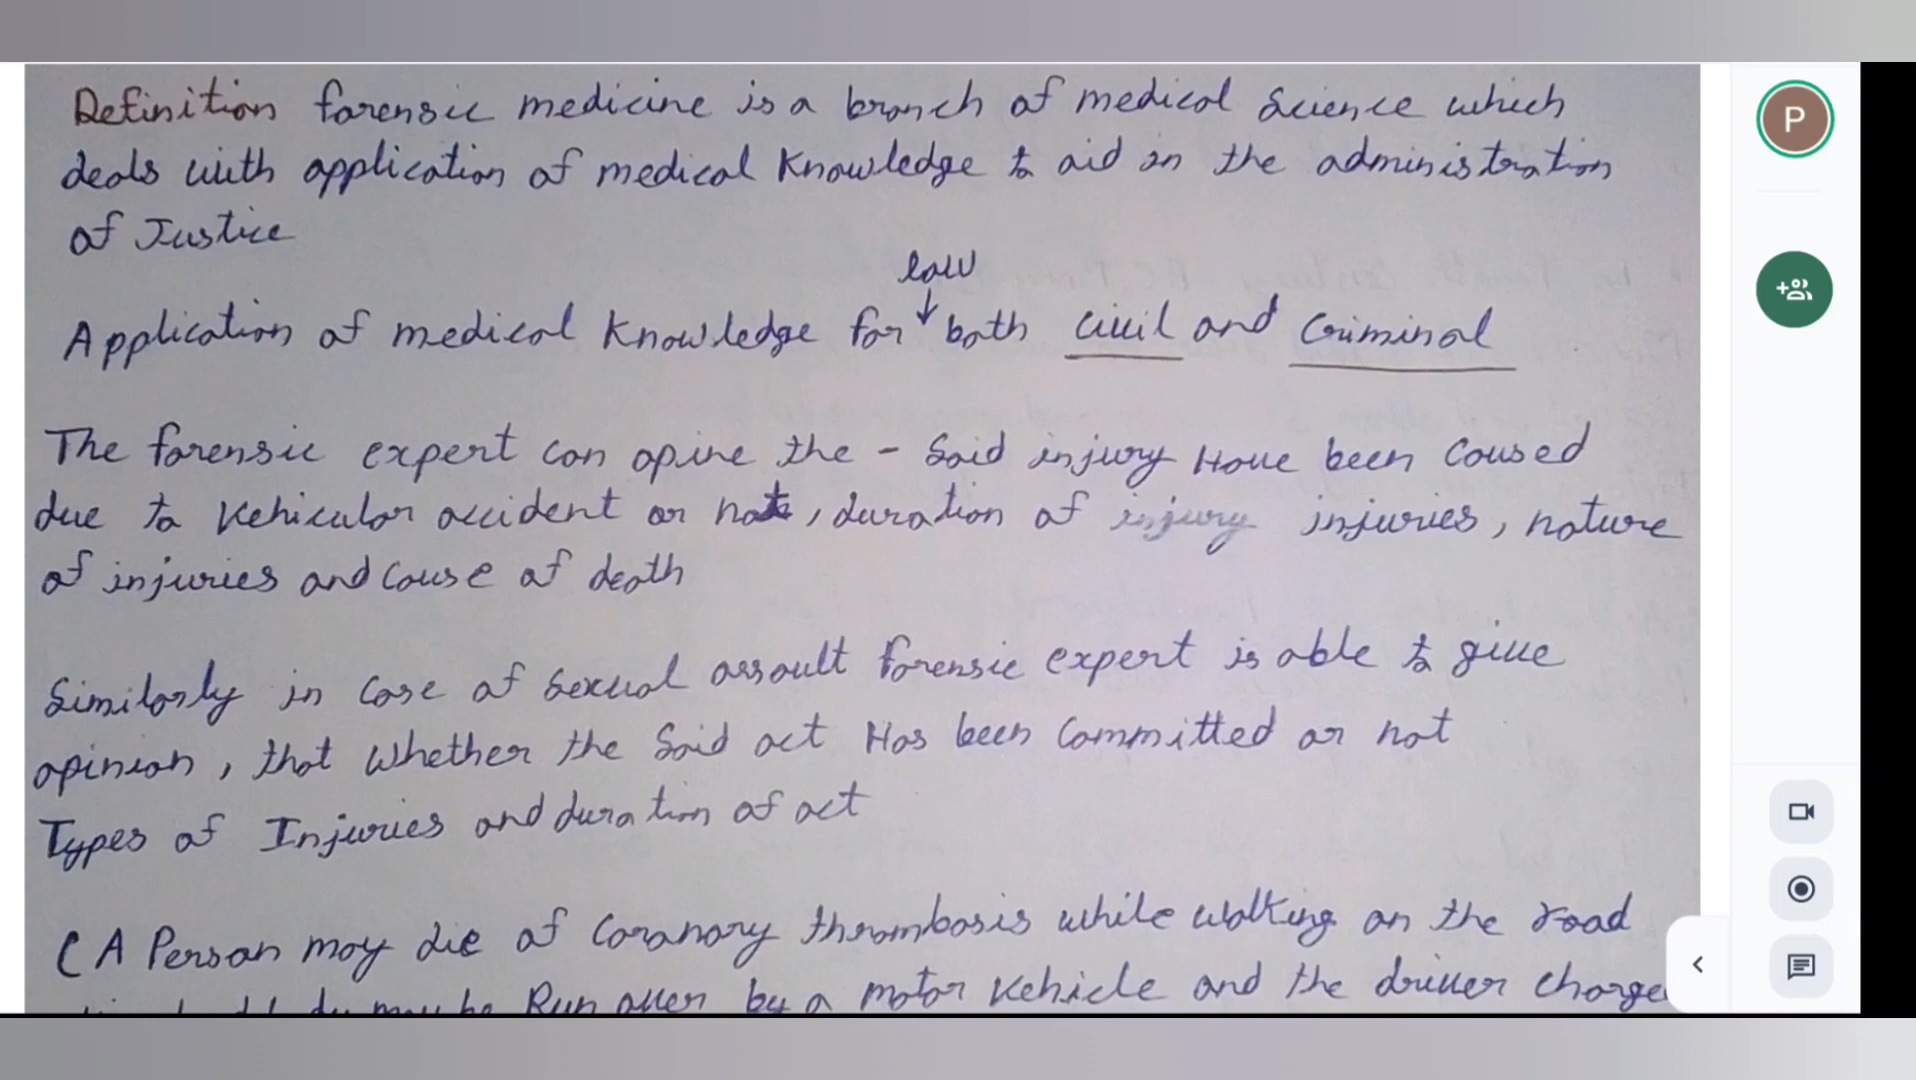 Definition forensic medicine is a branch of medical science which
deals with application of medical Knowledge to aid in the administration
of Justice
law
Application of medical Knowledge for both civil and Criminal
The forensic expert can opine the - Said injury Have been Caused
due to Vehicular accident or not, duration of injury injuries, nature
of injuries and Cause of death
Similarly in Case of Sexual assault forensic expert is able to give
opinion, that Whether the Said act Has been Committed or not
Types of Injuries and duration of act
(A Person may die of Coronary thrombosis while walking on the road
may be Run over by a motor Vehicle and the driver charge
P